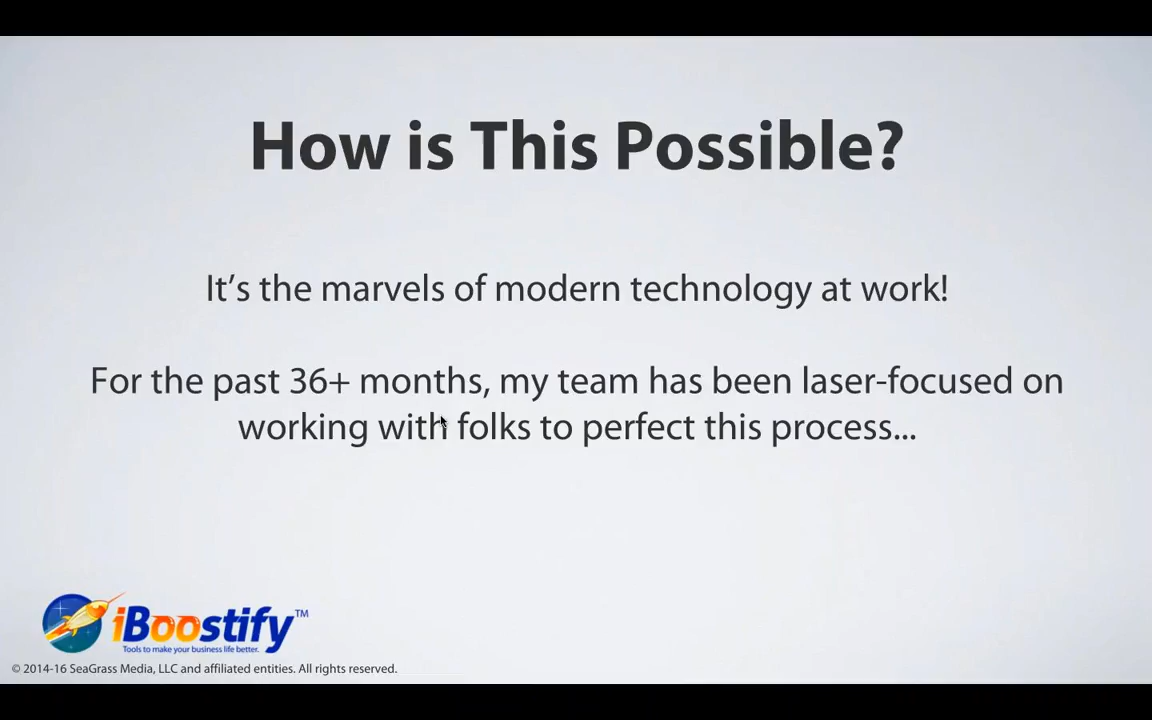 How is This Possible?
It’s the marvels of modern technology at work!
For the past 36+ months, my team has been laser-focused on
working with folks to perfect this process...
iBoostify™
Tools to make your business life better.
© 2014-16 SeaGrass Media, LLC and affiliated entities. All rights reserved.